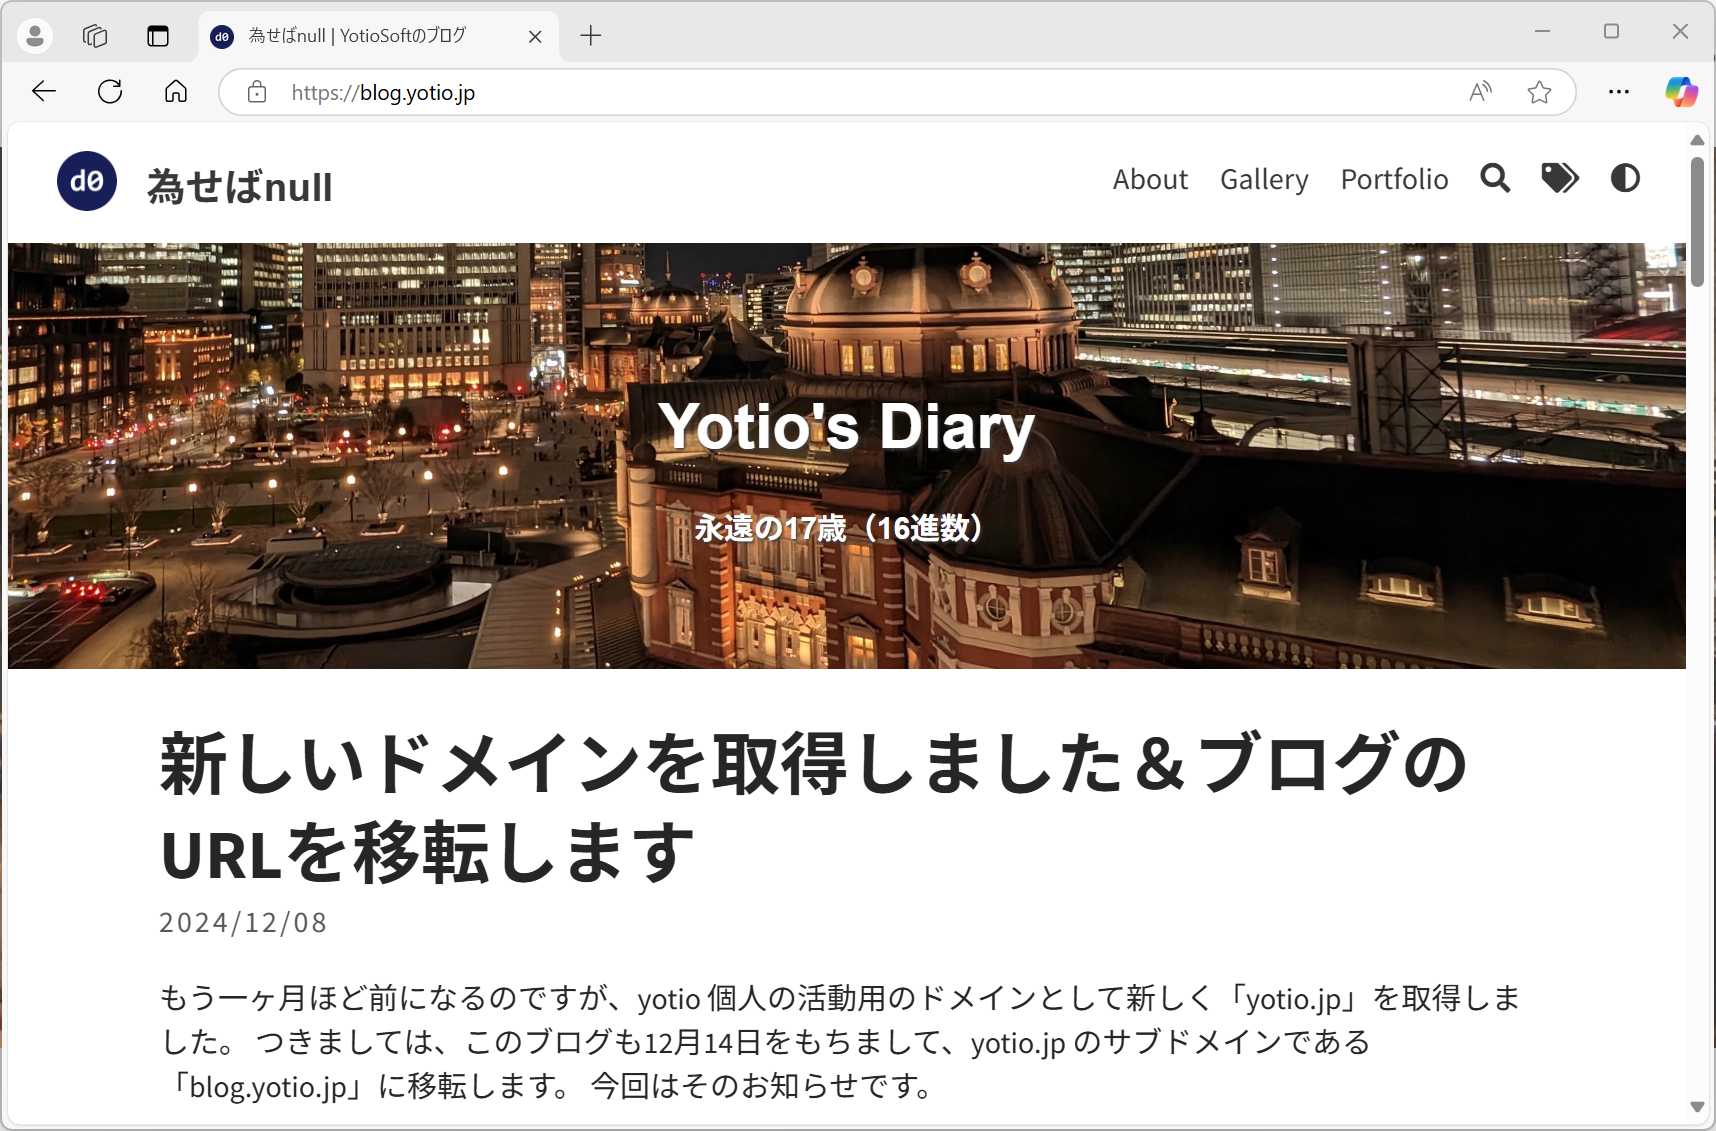 d0 為せばnull | YotioSoftのブログ
https://blog.yotio.jp
d0 為せばnull
About Gallery Portfolio
Yotio's Diary
永遠の17歳（16進数）
新しいドメインを取得しました＆ブログの
URLを移転します
2024/12/08
もう一ヶ月ほど前になるのですが、yotio 個人の活動用のドメインとして新しく「yotio.jp」を取得しま
した。 つきましては、このブログも12月14日をもちまして、yotio.jp のサブドメインである
「blog.yotio.jp」に移転します。 今回はそのお知らせです。